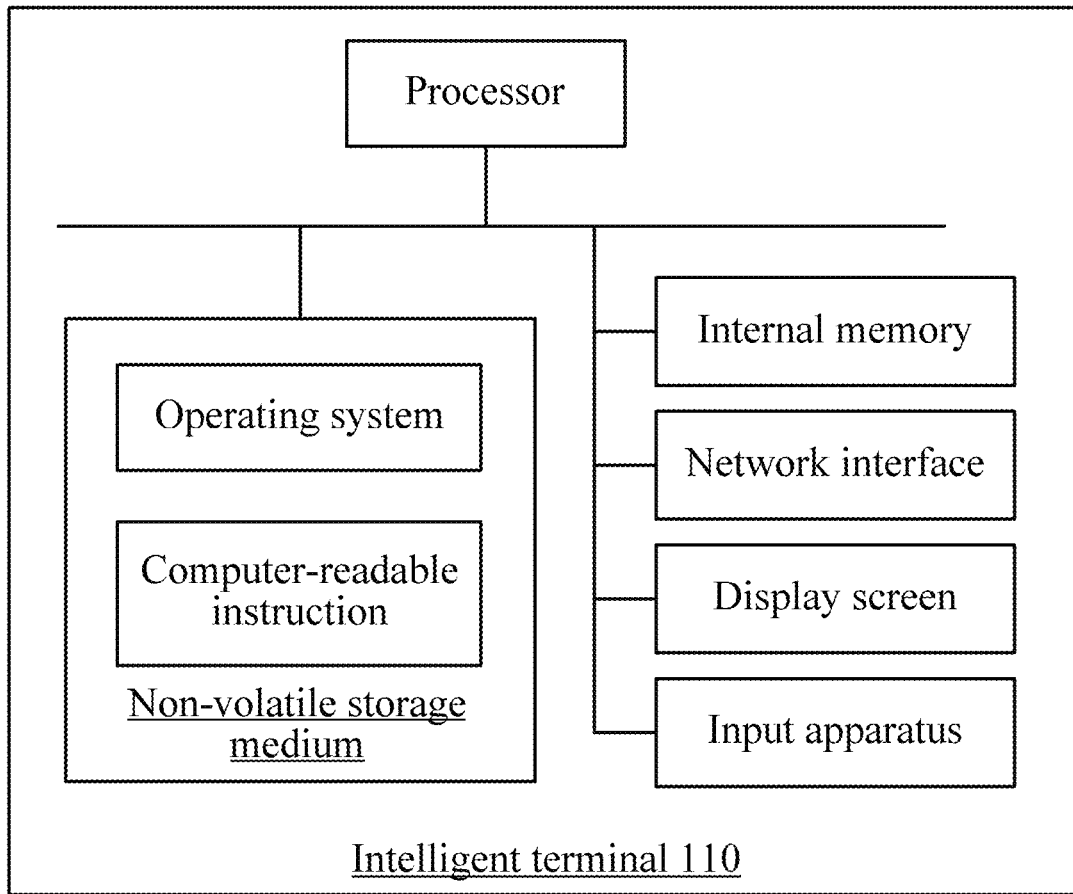 Processor
Operating system
Computer-readable
instruction
Non-volatile storage
medium
Internal memory
Network interface
Display screen
Input apparatus
Intelligent terminal 110